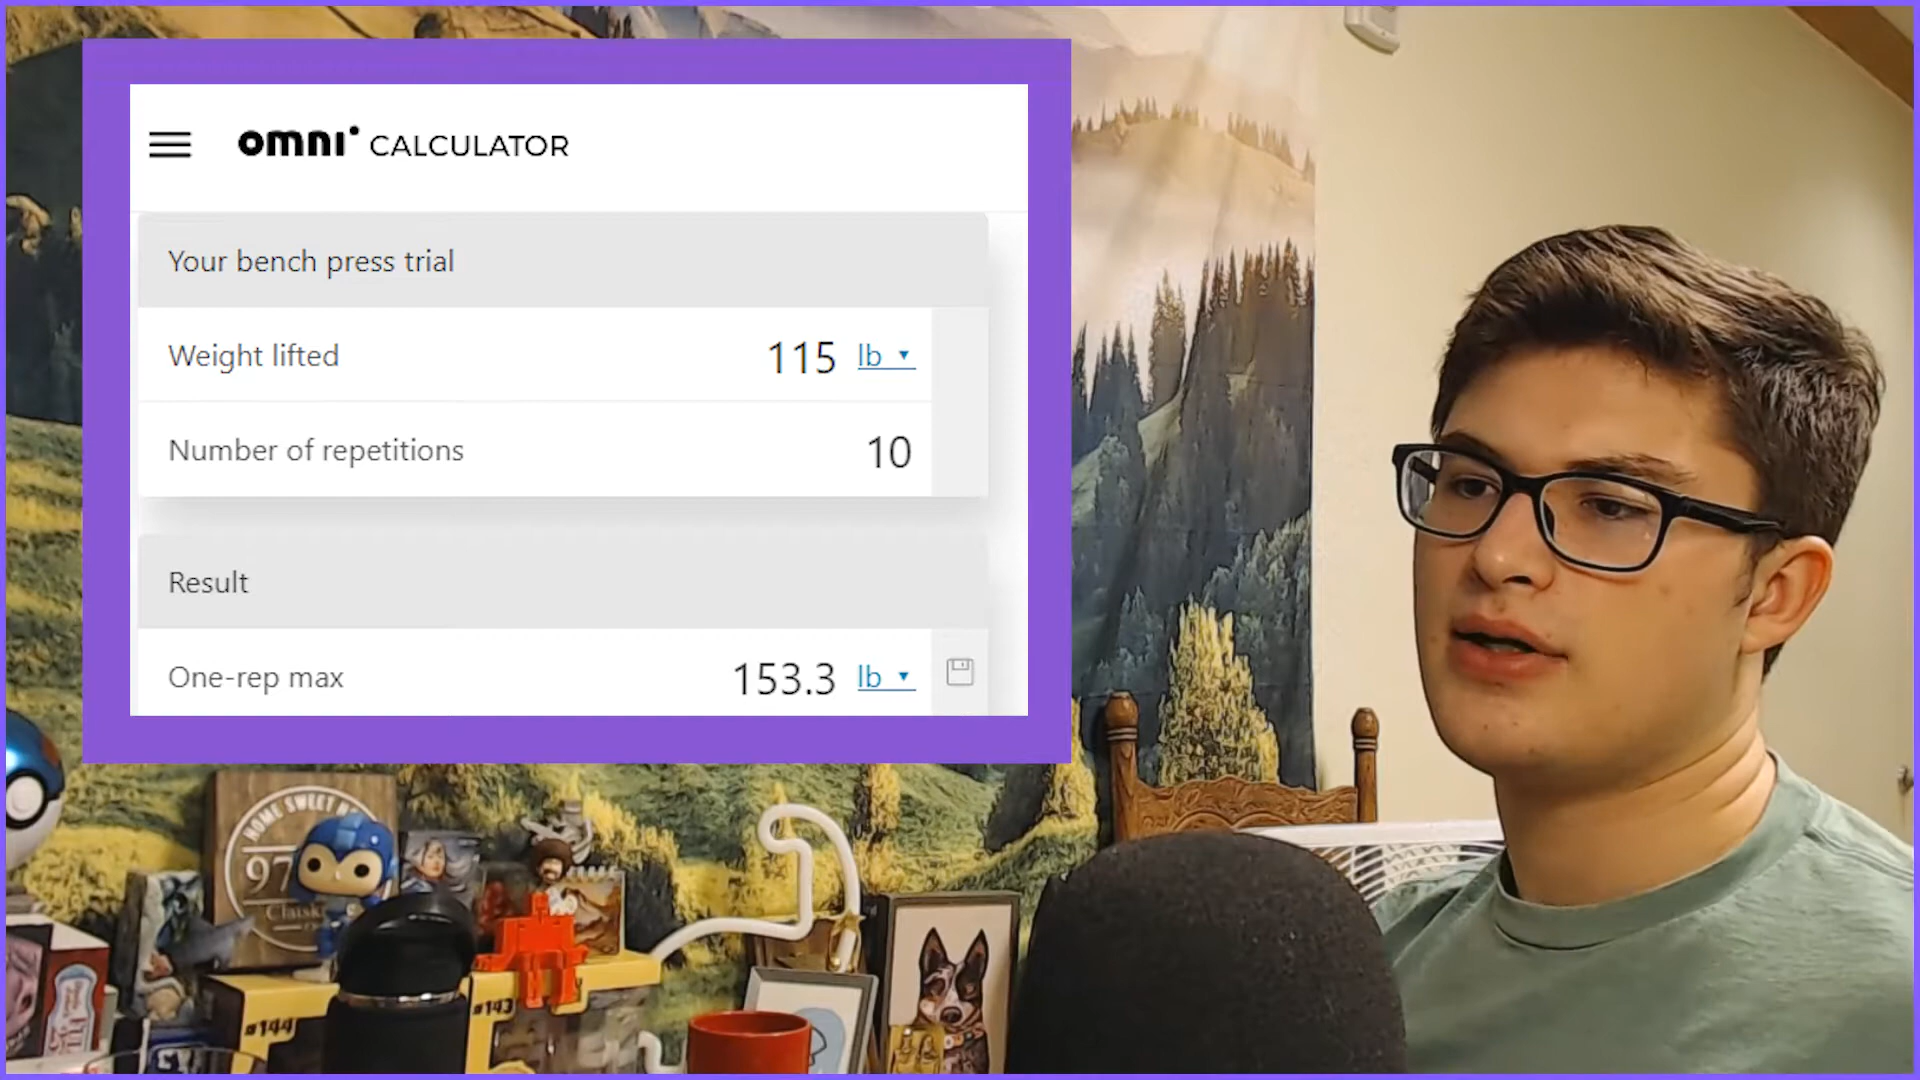 omni CALCULATOR
Your bench press trial
Weight lifted 115 lb
Number of repetitions 10
Result
One-rep max 153.3 lb
HOME SWEET
97
#144
#143